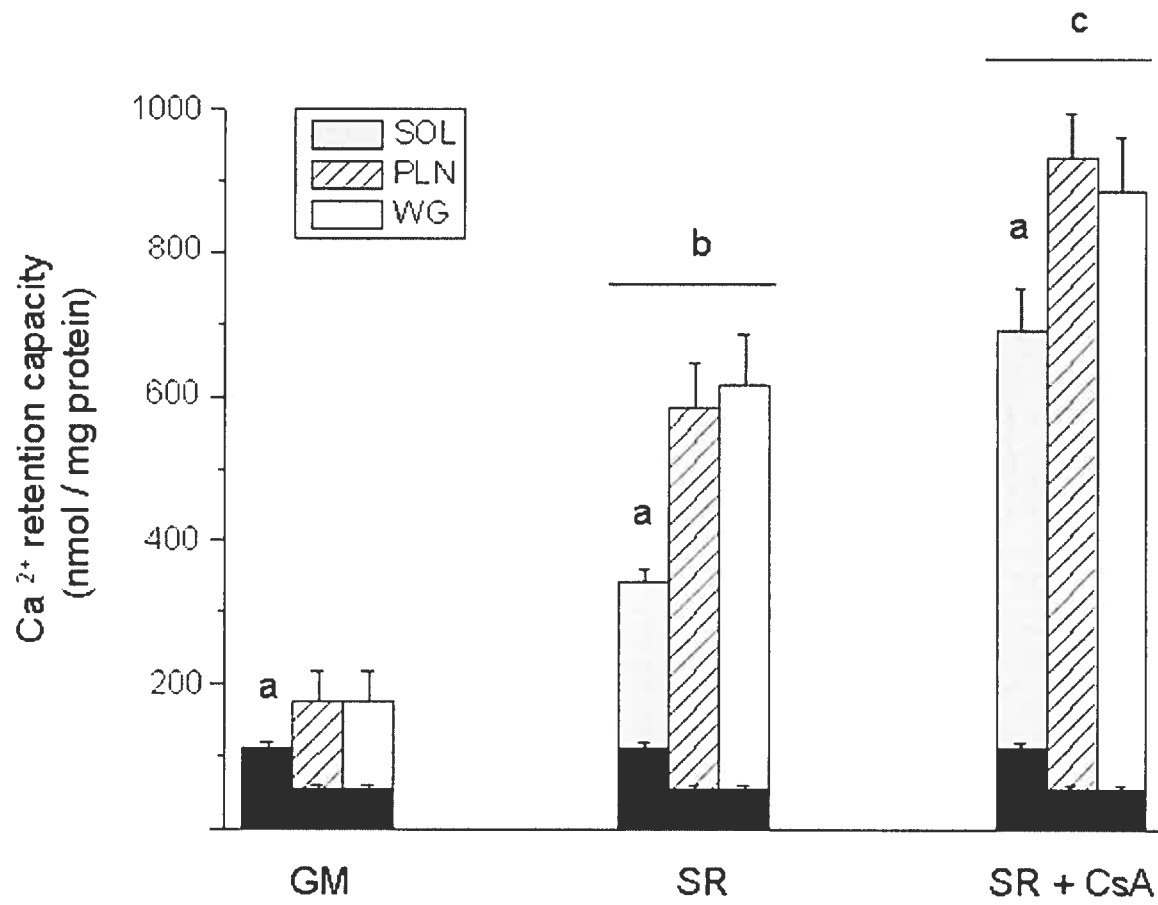 c
1000
SOL
PLN
WG
b
a
800
600
a
400
200
a
Ca 2+ retention capacity
(nmol / mg protein)
GM
SR
SR + CsA